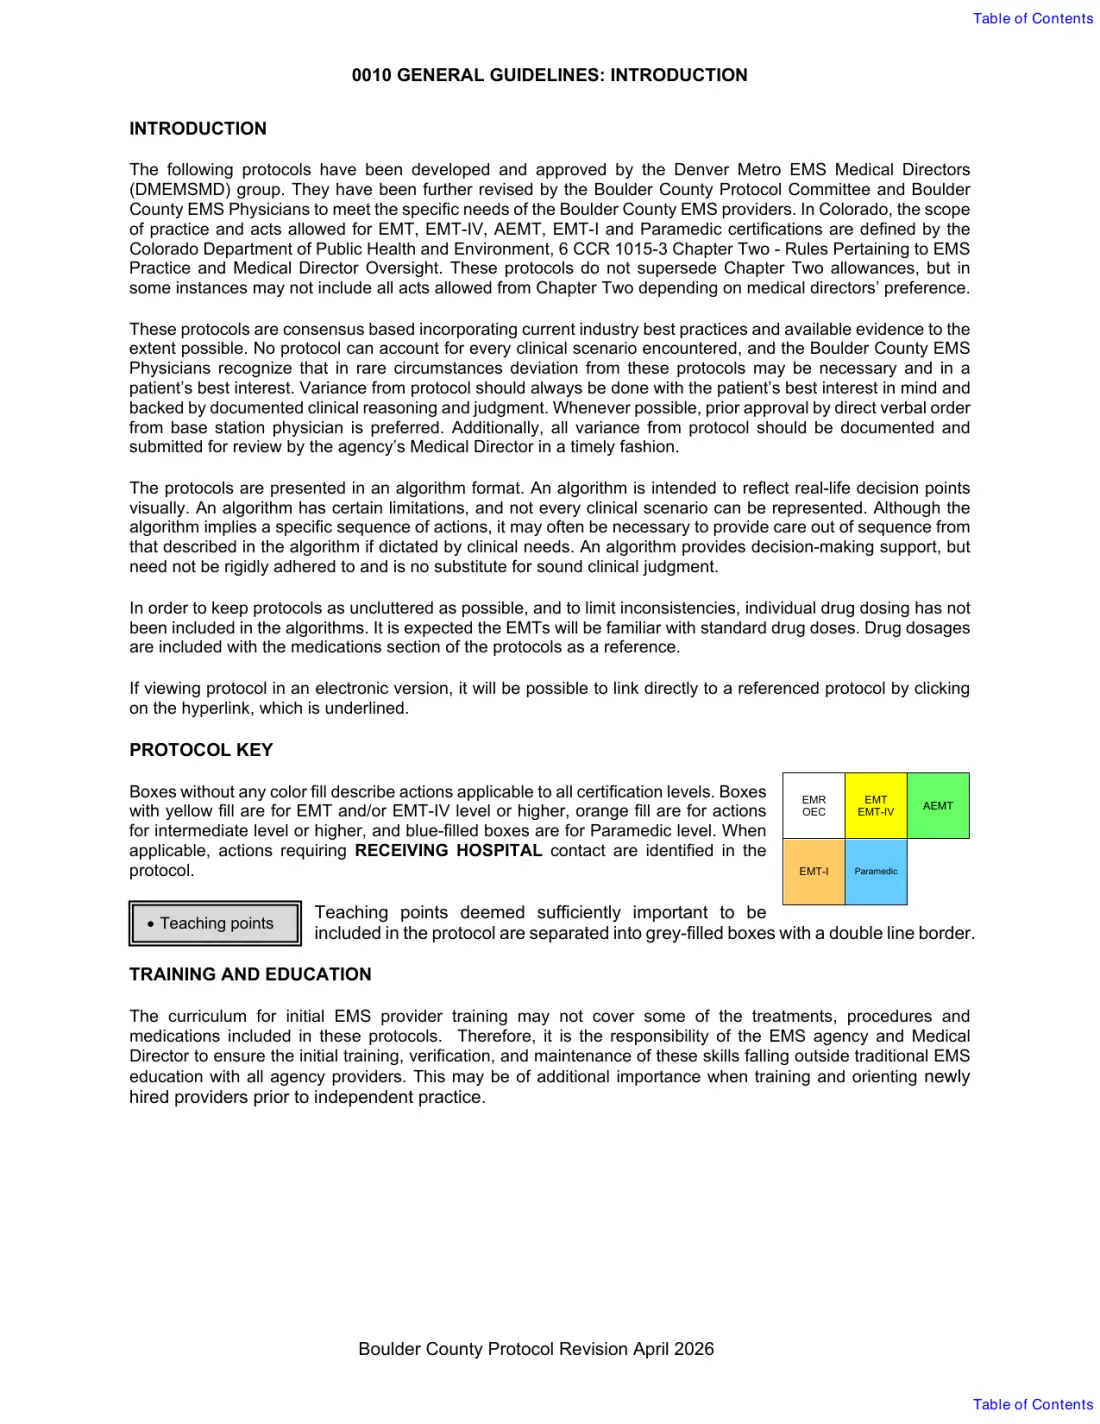 Table of Contents
0010 GENERAL GUIDELINES: INTRODUCTION
INTRODUCTION
The following protocols have been developed and approved by the Denver Metro EMS Medical Directors
(DMEMSMD) group. They have been further revised by the Boulder County Protocol Committee and Boulder
County EMS Physicians to meet the specific needs of the Boulder County EMS providers. In Colorado, the scope
of practice and acts allowed for EMT, EMT-IV, AEMT, EMT-I and Paramedic certifications are defined by the
Colorado Department of Public Health and Environment, 6 CCR 1015-3 Chapter Two - Rules Pertaining to EMS
Practice and Medical Director Oversight. These protocols do not supersede Chapter Two allowances, but in
some instances may not include all acts allowed from Chapter Two depending on medical directors’ preference.
These protocols are consensus based incorporating current industry best practices and available evidence to the
extent possible. No protocol can account for every clinical scenario encountered, and the Boulder County EMS
Physicians recognize that in rare circumstances deviation from these protocols may be necessary and in a
patient’s best interest. Variance from protocol should always be done with the patient’s best interest in mind and
backed by documented clinical reasoning and judgment. Whenever possible, prior approval by direct verbal order
from base station physician is preferred. Additionally, all variance from protocol should be documented and
submitted for review by the agency’s Medical Director in a timely fashion.
The protocols are presented in an algorithm format. An algorithm is intended to reflect real-life decision points
visually. An algorithm has certain limitations, and not every clinical scenario can be represented. Although the
algorithm implies a specific sequence of actions, it may often be necessary to provide care out of sequence from
that described in the algorithm if dictated by clinical needs. An algorithm provides decision-making support, but
need not be rigidly adhered to and is no substitute for sound clinical judgment.
In order to keep protocols as uncluttered as possible, and to limit inconsistencies, individual drug dosing has not
been included in the algorithms. It is expected the EMTs will be familiar with standard drug doses. Drug dosages
are included with the medications section of the protocols as a reference.
If viewing protocol in an electronic version, it will be possible to link directly to a referenced protocol by clicking
on the hyperlink, which is underlined.
PROTOCOL KEY
Boxes without any color fill describe actions applicable to all certification levels. Boxes
with yellow fill are for EMT and/or EMT-IV level or higher, orange fill are for actions
for intermediate level or higher, and blue-filled boxes are for Paramedic level. When
applicable, actions requiring RECEIVING HOSPITAL contact are identified in the
protocol.
EMR
OEC
EMT
EMT-IV
AEMT
EMT-I
Paramedic
• Teaching points
Teaching points deemed sufficiently important to be
included in the protocol are separated into grey-filled boxes with a double line border.
TRAINING AND EDUCATION
The curriculum for initial EMS provider training may not cover some of the treatments, procedures and
medications included in these protocols. Therefore, it is the responsibility of the EMS agency and Medical
Director to ensure the initial training, verification, and maintenance of these skills falling outside traditional EMS
education with all agency providers. This may be of additional importance when training and orienting newly
hired providers prior to independent practice.
Boulder County Protocol Revision April 2026
Table of Contents